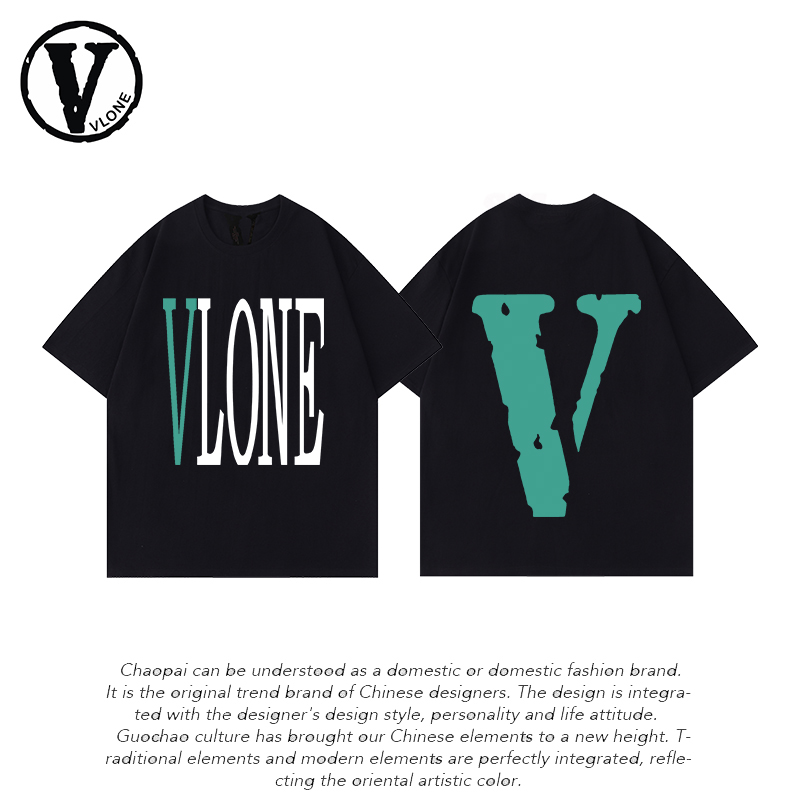 V
VLONE
VLONE
V
Chaopai can be understood as a domestic or domestic fashion brand.
It is the original trend brand of Chinese designers. The design is integra-
ted with the designer's design style, personality and life attitude.
Guochao culture has brought our Chinese elements to a new height. T-
raditional elements and modern elements are perfectly integrated, refle-
cting the oriental artistic color.